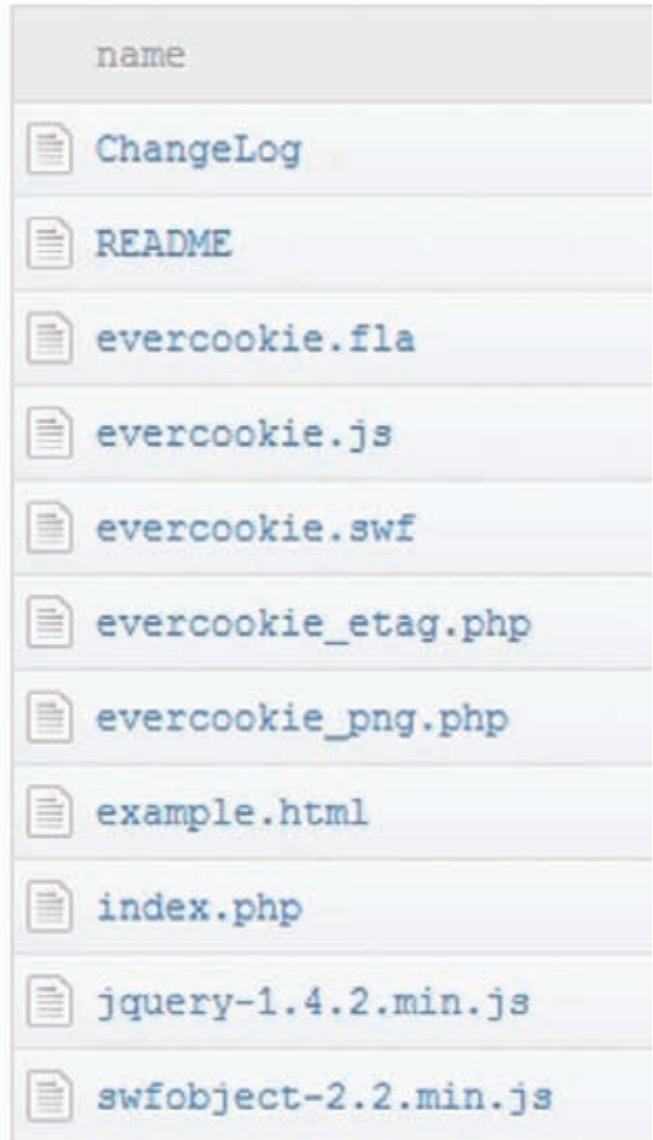 name
ChangeLog
README
evercookie.fla
evercookie.js
evercookie.swf
evercookie_etag.php
evercookie_png.php
example.html
index.php
jquery-1.4.2.min.js
swfobject-2.2.min.js